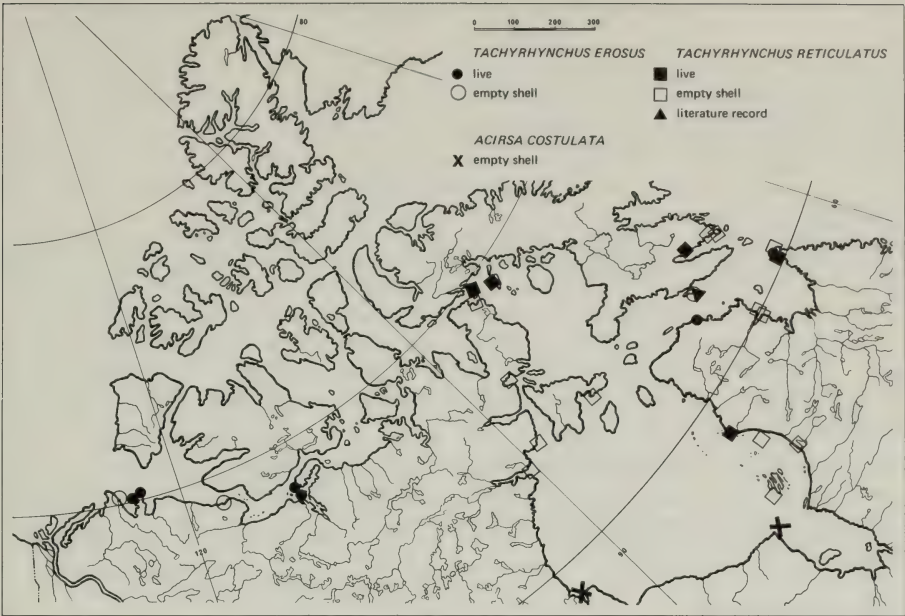 80
0 100 200 300
TACHYRHYNCHUS EROSUS
live
empty shell
TACHYRHYNCHUS RETICULATUS
live
empty shell
literature record
ACIRSA COSTULATA
X empty shell
120